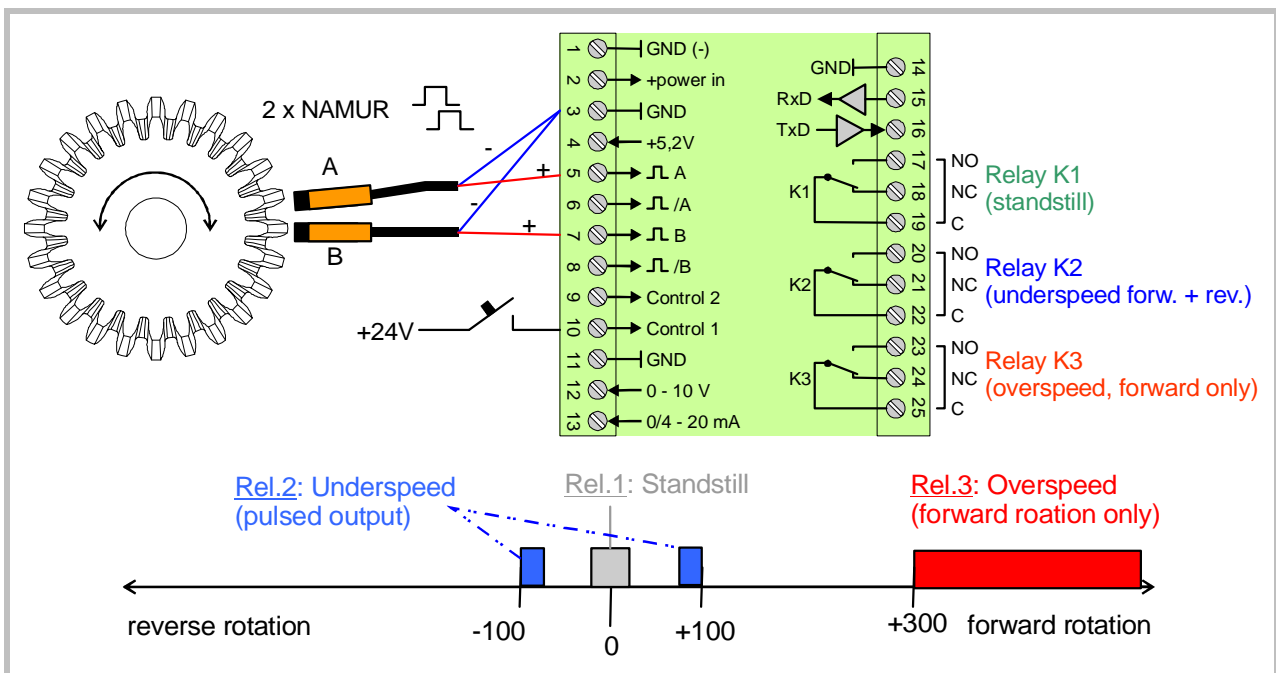 2 x NAMUR
A
B
-
+
-
+
+24V
1 GND (-)
2 +power in
3 GND
4 +5,2V
5 A
6 /A
7 B
8 /B
9 Control 2
10 Control 1
11 GND
12 0 - 10 V
13 0/4 - 20 mA
GND 14
RxD 15
TxD 16
17 NO
K1 18 NC
19 C
Relay K1
(standstill)
20 NO
K2 21 NC
22 C
Relay K2
(underspeed forw. + rev.)
23 NO
K3 24 NC
25 C
Relay K3
(overspeed, forward only)
Rel.2: Underspeed
(pulsed output)
Rel.1: Standstill
Rel.3: Overspeed
(forward roation only)
reverse rotation
-100
0
+100
+300
forward rotation